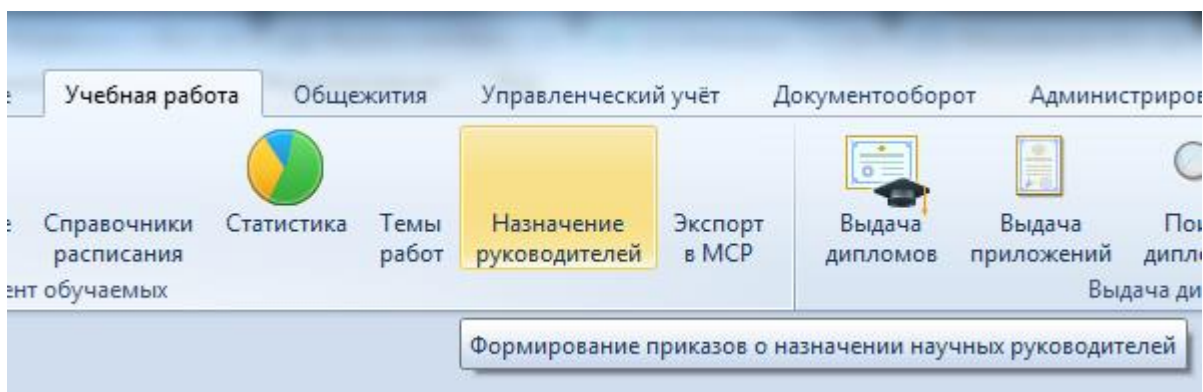 Учебная работа Общежития Управленческий учёт Документооборот
Справочники Статистика Темы Назначение Экспорт Выдача Выдача
расписания работ руководителей в МСР дипломов приложений
обучаемых
Формирование приказов о назначении научных руководителей